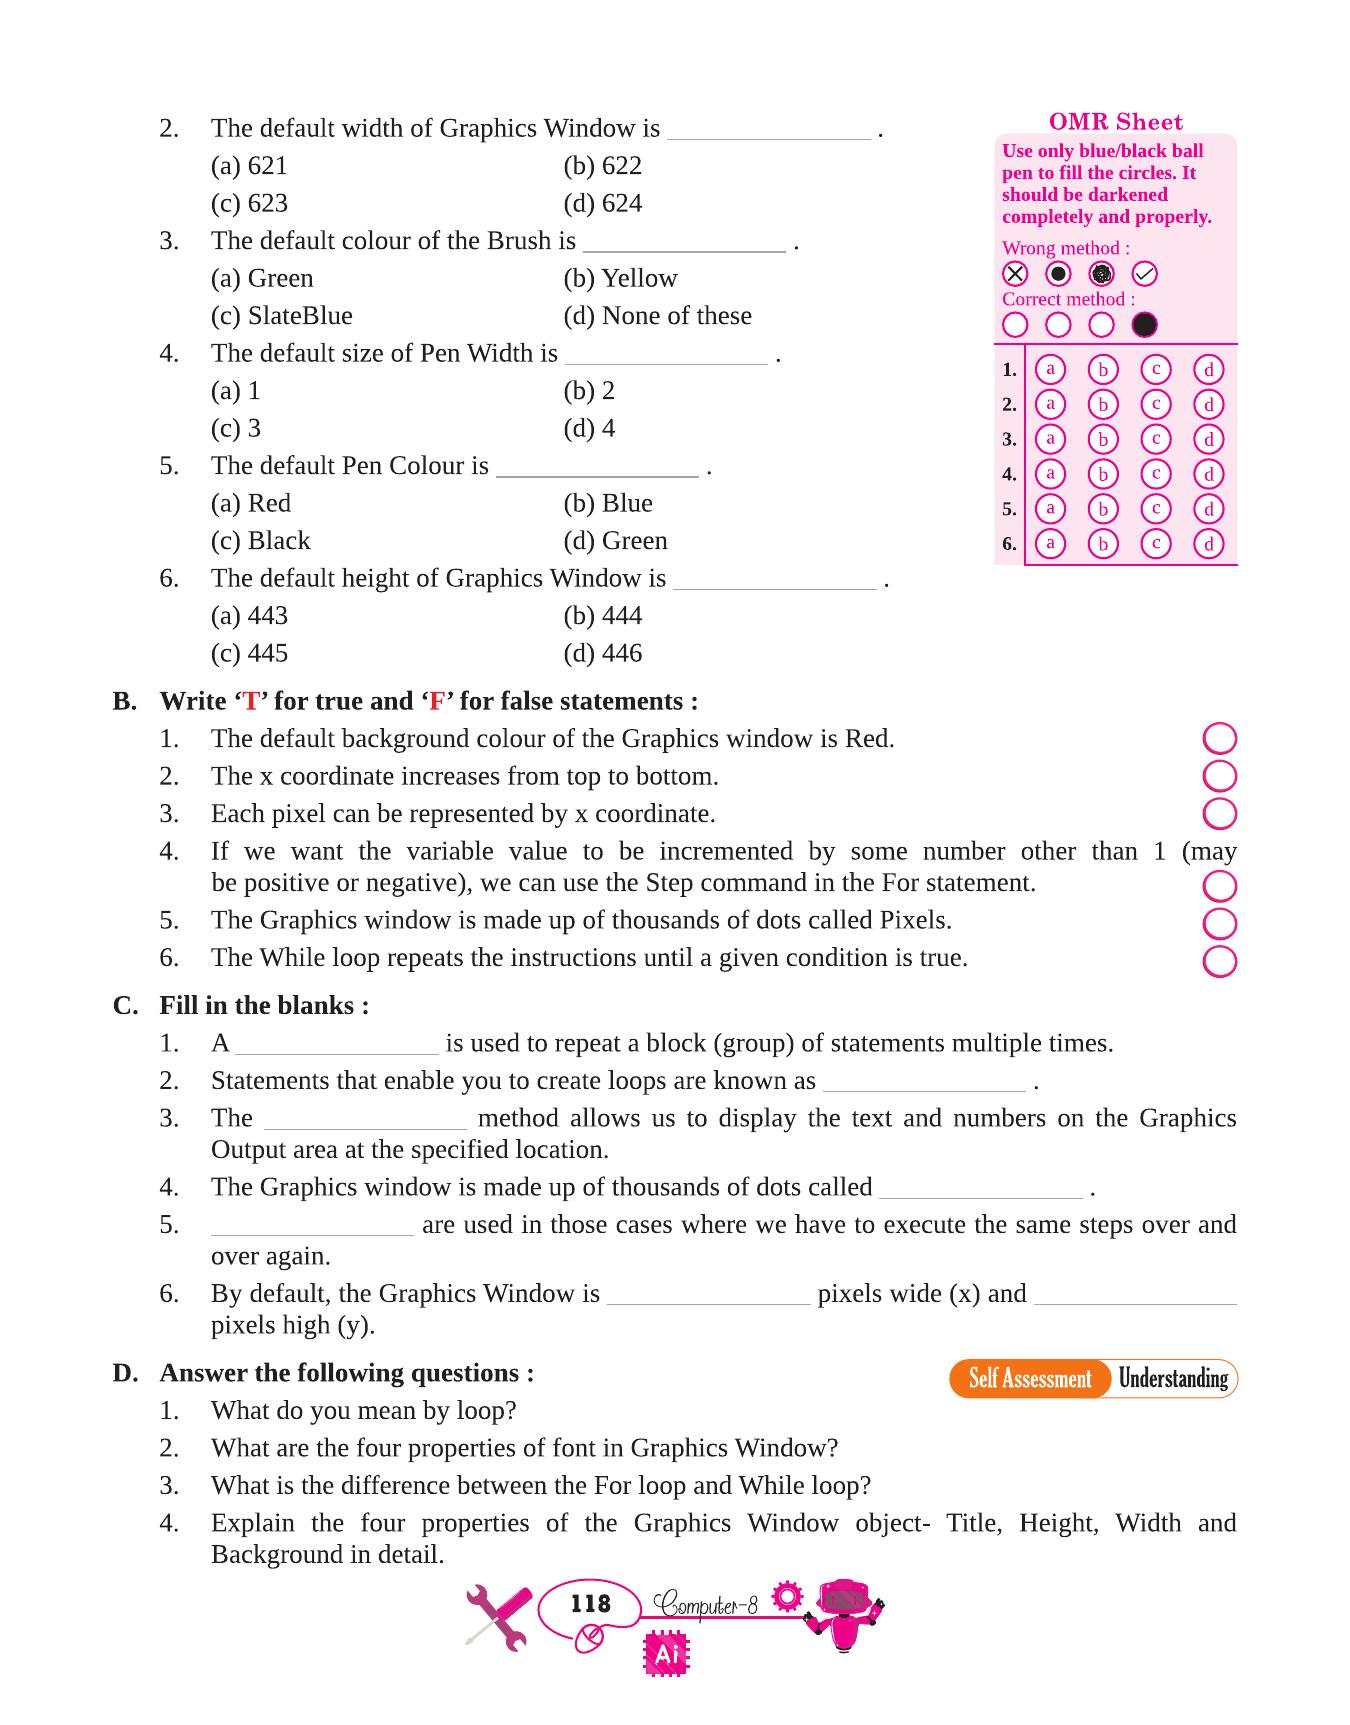 2. The default width of Graphics Window is _______________ .
(a) 621 (b) 622
(c) 623 (d) 624
3. The default colour of the Brush is _______________ .
(a) Green (b) Yellow
(c) SlateBlue (d) None of these
4. The default size of Pen Width is _______________ .
(a) 1 (b) 2
(c) 3 (d) 4
5. The default Pen Colour is _______________ .
(a) Red (b) Blue
(c) Black (d) Green
6. The default height of Graphics Window is _______________ .
(a) 443 (b) 444
(c) 445 (d) 446
OMR Sheet
Use only blue/black ball
pen to fill the circles. It
should be darkened
completely and properly.
Wrong method :
Correct method :
1. a b c d
2. a b c d
3. a b c d
4. a b c d
5. a b c d
6. a b c d
B. Write ‘T’ for true and ‘F’ for false statements :
1. The default background colour of the Graphics window is Red.
2. The x coordinate increases from top to bottom.
3. Each pixel can be represented by x coordinate.
4. If we want the variable value to be incremented by some number other than 1 (may
be positive or negative), we can use the Step command in the For statement.
5. The Graphics window is made up of thousands of dots called Pixels.
6. The While loop repeats the instructions until a given condition is true.
C. Fill in the blanks :
1. A _______________ is used to repeat a block (group) of statements multiple times.
2. Statements that enable you to create loops are known as _______________ .
3. The _______________ method allows us to display the text and numbers on the Graphics
Output area at the specified location.
4. The Graphics window is made up of thousands of dots called _______________ .
5. _______________ are used in those cases where we have to execute the same steps over and
over again.
6. By default, the Graphics Window is _______________ pixels wide (x) and _______________
pixels high (y).
D. Answer the following questions :
Self Assessment Understanding
1. What do you mean by loop?
2. What are the four properties of font in Graphics Window?
3. What is the difference between the For loop and While loop?
4. Explain the four properties of the Graphics Window object- Title, Height, Width and
Background in detail.
118 Computer-8
Ai